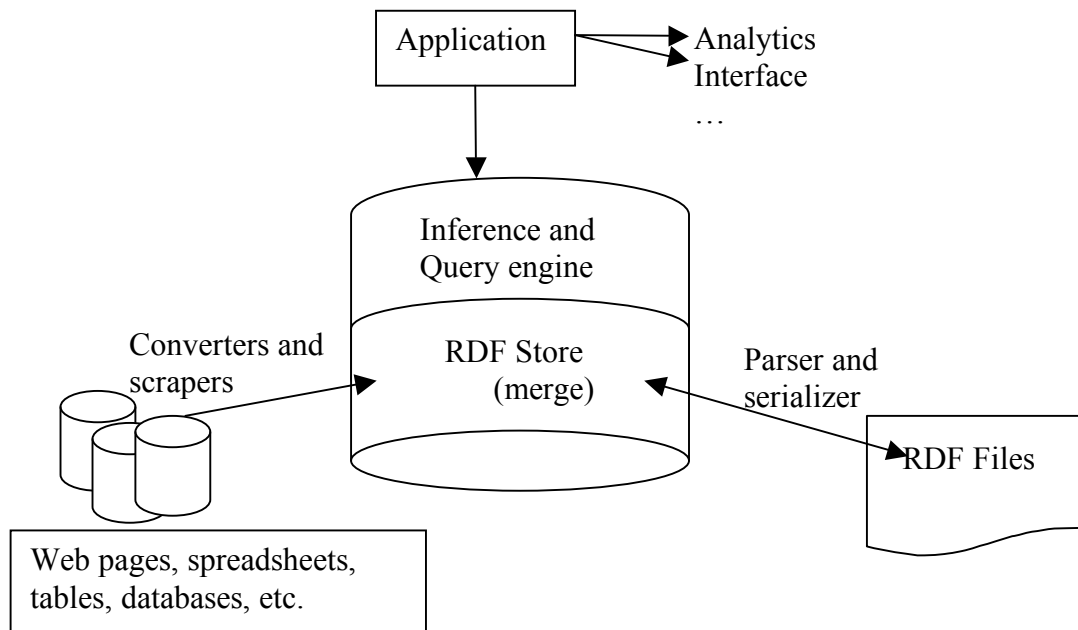 Application
Analytics
Interface
…
Inference and
Query engine
Converters and
scrapers
RDF Store
(merge)
Parser and
serializer
RDF Files
Web pages, spreadsheets,
tables, databases, etc.